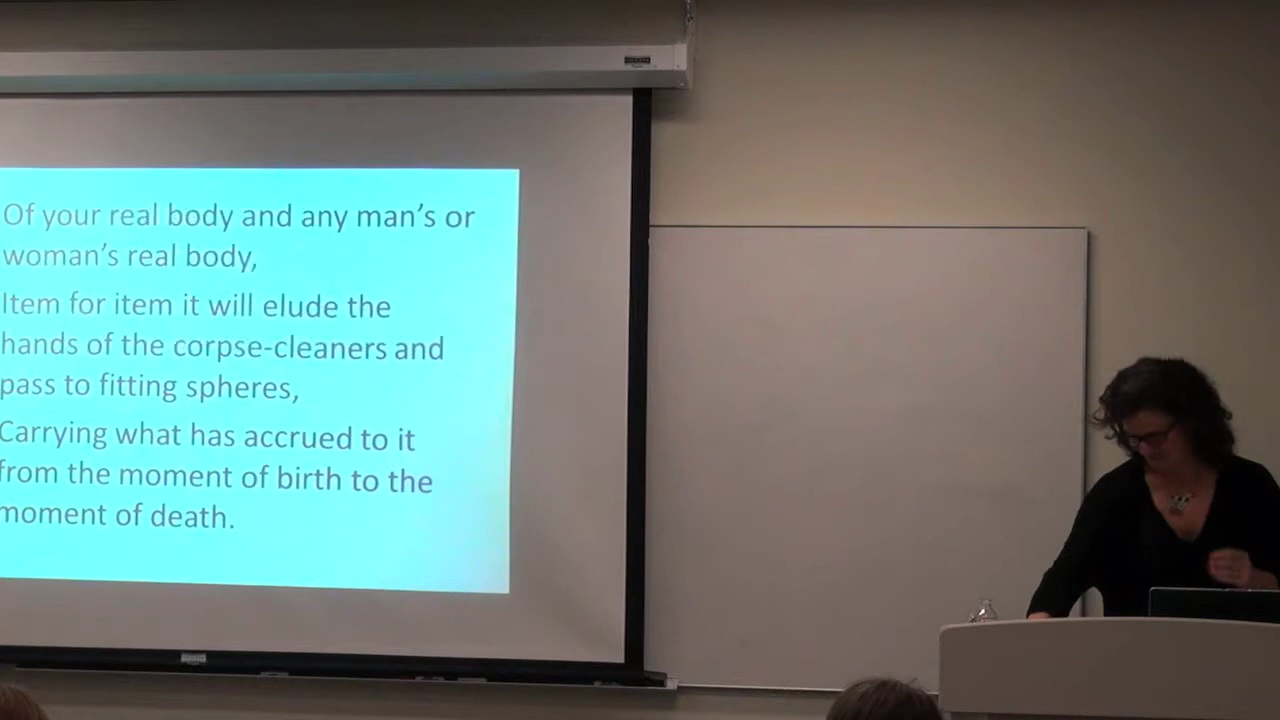 Of your real body and any man's or
woman's real body,
Item for item it will elude the
hands of the corpse-cleaners and
pass to fitting spheres,
Carrying what has accrued to it
from the moment of birth to the
moment of death.